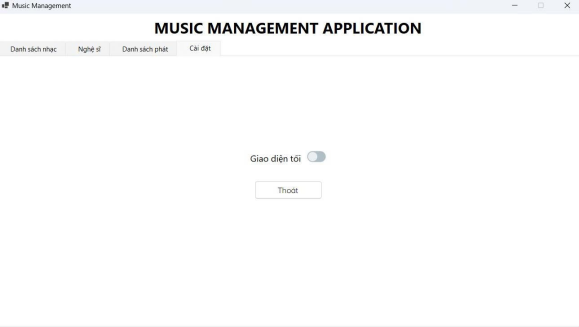 Music Management
MUSIC MANAGEMENT APPLICATION
Danh sách nhạc Nghệ sĩ Danh sách phát Cài đặt
Giao diện tối
Thoát